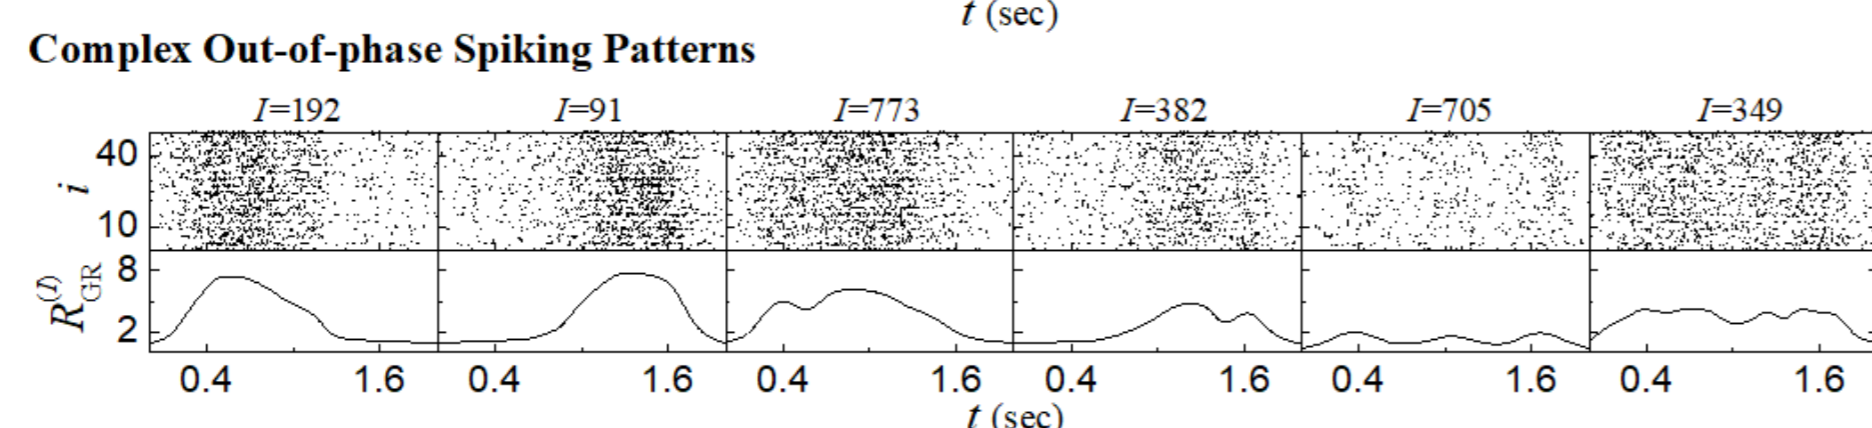 t (sec)
Complex Out-of-phase Spiking Patterns
I=192 I=91 I=773 I=382 I=705 I=349
40
i
10
8
R_GR^(I)
2
0.4 1.6 0.4 1.6 0.4 1.6 0.4 1.6 0.4 1.6 0.4 1.6
t (sec)